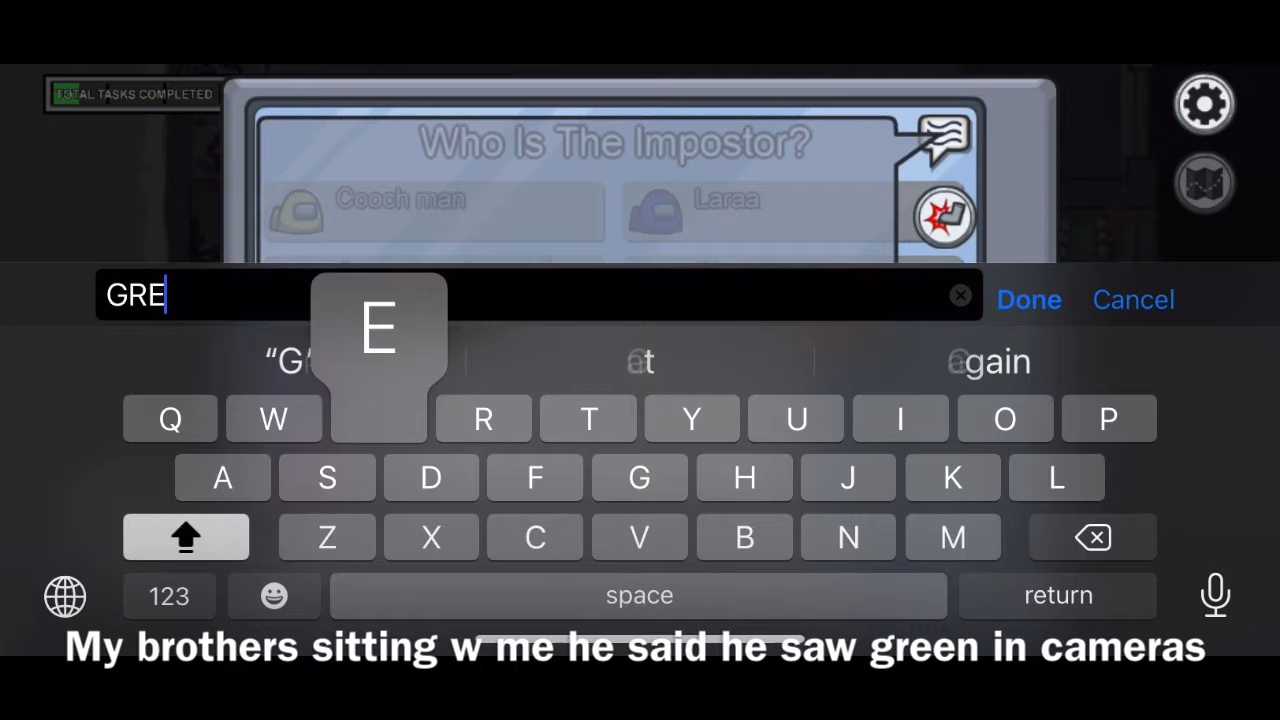 TOTAL TASKS COMPLETED
Who Is The Impostor?
Cooch man
Laraa
GRE
Done
Cancel
E
“G
again
Q W R T Y U I O P
A S D F G H J K L
Z X C V B N M
123
space
return
My brothers sitting w me he said he saw green in cameras